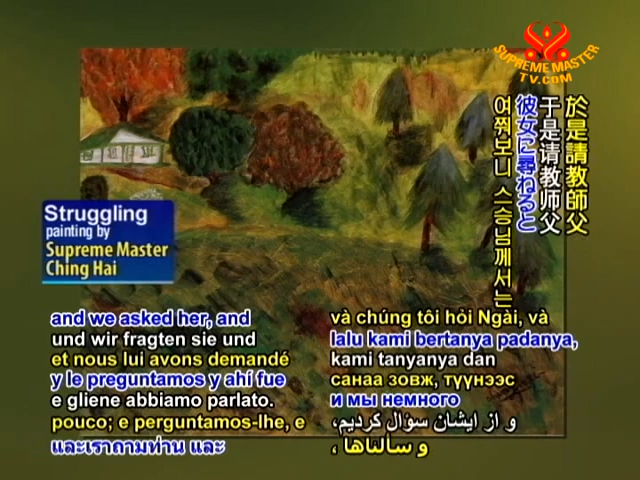 SUPREME MASTER
TV.COM
於是請教師父
于是请教师父
彼女に尋ねると
여쭤보니 스승님께서는
Struggling
painting by
Supreme Master
Ching Hai
and we asked her, and
und wir fragten sie und
et nous lui avons demandé
y le preguntamos y ahí fue
e gliene abbiamo parlato.
pouco; e perguntamos-lhe, e
และเราถามท่าน และ
và chúng tôi hỏi Ngài, và
lalu kami bertanya padanya,
kami tanyanya dan
санаа зовж, түүнээс
и мы немного
و از ایشان سؤال کردیم،
و سألناها ،